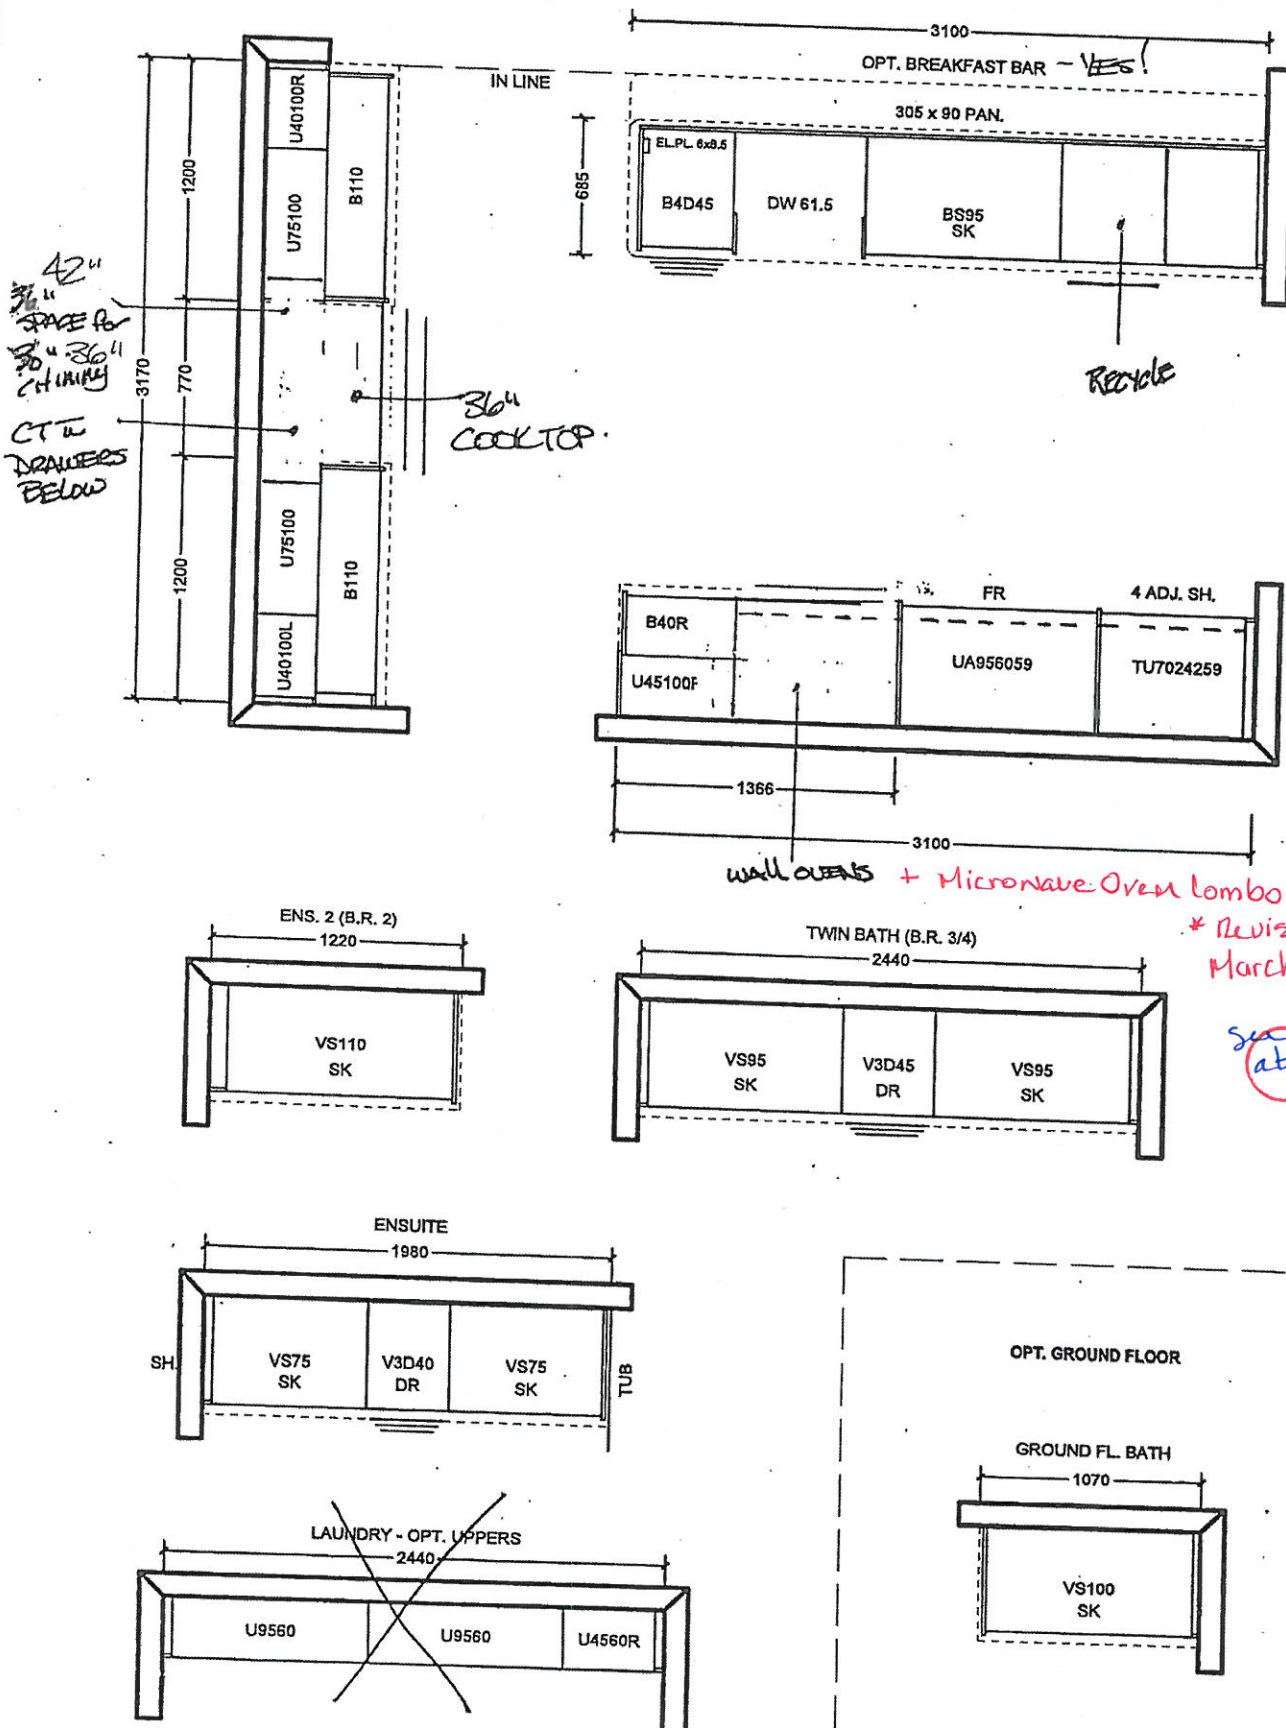 3100
OPT. BREAKFAST BAR - YES!
IN LINE
305 x 90 PAN.
EL.PL. 6x8.5
B4D45
DW 61.5
BS95
SK
685
RECYCLE
U40100R
U75100
B110
1200
3170
770
1200
42"
SPACE for
36"
CHIMNY
CT in
DRAWERS
BELOW
36"
COOKTOP.
U75100
U40100L
B110
FR
4 ADJ. SH.
B40R
U45100
UA956059
TU7024259
1366
3100
WALL OVENS + Microwave Oven Combo
* Revis
March
ENS. 2 (B.R. 2)
1220
VS110
SK
TWIN BATH (B.R. 3/4)
2440
VS95
SK
V3D45
DR
VS95
SK
ENSUITE
1980
SH.
VS75
SK
V3D40
DR
VS75
SK
TUB
OPT. GROUND FLOOR
GROUND FL. BATH
1070
VS100
SK
LAUNDRY - OPT. UPPERS
2440
U9560
U9560
U4560R